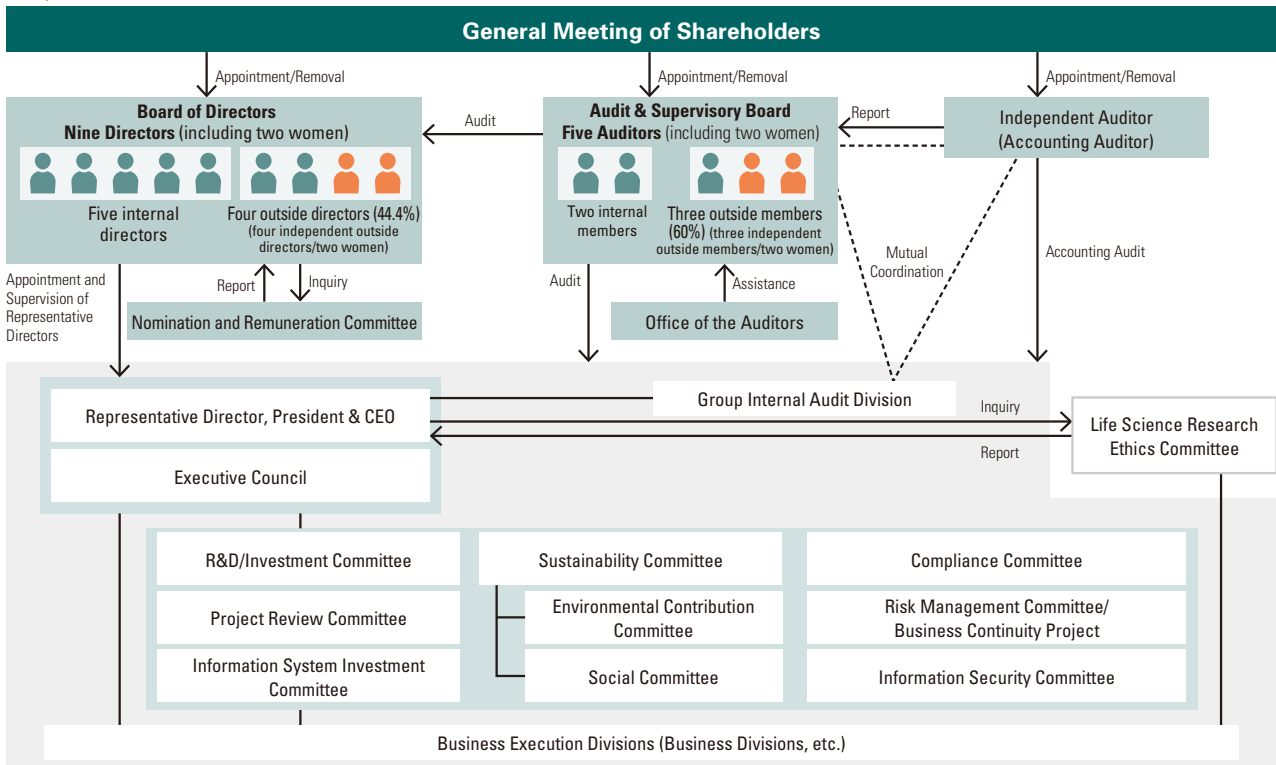 General Meeting of Shareholders
Appointment/Removal
Appointment/Removal
Appointment/Removal
Board of Directors
Nine Directors (including two women)
Five internal
directors
Four outside directors (44.4%)
(four independent outside
directors/two women)
Audit
Audit & Supervisory Board
Five Auditors (including two women)
Two internal
members
Three outside members
(60%) (three independent
outside members/two women)
Report
Independent Auditor
(Accounting Auditor)
Appointment and
Supervision of
Representative
Directors
Report
Inquiry
Nomination and Remuneration Committee
Audit
Assistance
Office of the Auditors
Mutual
Coordination
Accounting Audit
Representative Director, President & CEO
Executive Council
Group Internal Audit Division
Inquiry
Report
Life Science Research
Ethics Committee
R&D/Investment Committee
Project Review Committee
Information System Investment
Committee
Sustainability Committee
Environmental Contribution
Committee
Social Committee
Compliance Committee
Risk Management Committee/
Business Continuity Project
Information Security Committee
Business Execution Divisions (Business Divisions, etc.)